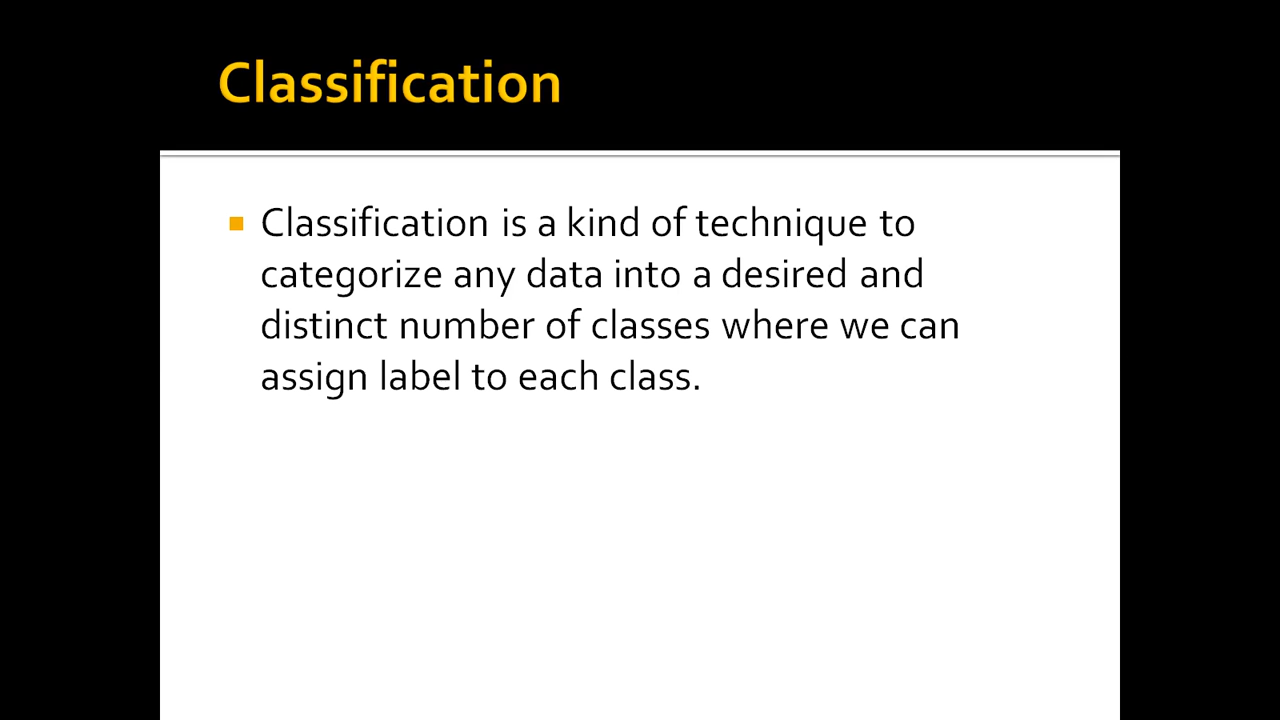 Classification
Classification is a kind of technique to
categorize any data into a desired and
distinct number of classes where we can
assign label to each class.